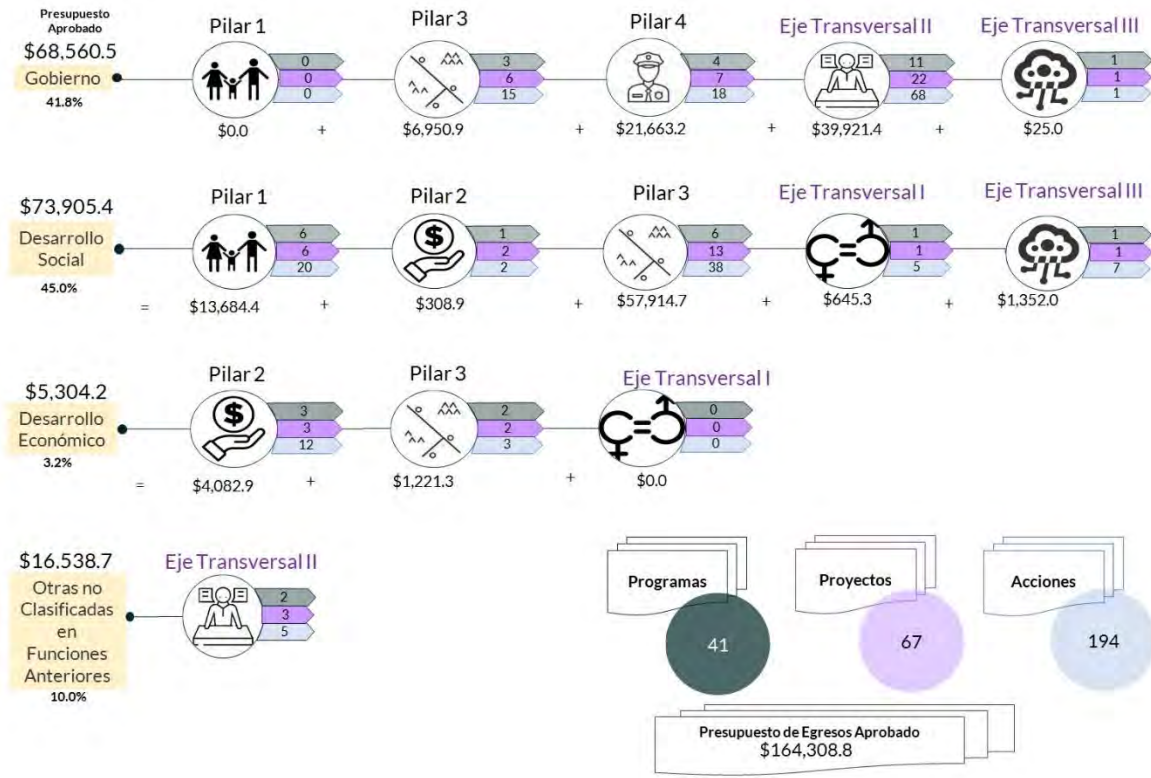 Presupuesto
Aprobado
$68,560.5
Gobierno
41.8%
Pilar 1
0
0
0
$0.0
+
Pilar 3
3
6
15
$6,950.9
+
Pilar 4
4
7
18
$21,663.2
+
Eje Transversal II
11
22
68
$39,921.4
+
Eje Transversal III
1
1
1
$25.0
$73,905.4
Desarrollo
Social
45.0%
=
Pilar 1
6
6
20
$13,684.4
+
Pilar 2
$
1
2
2
$308.9
+
Pilar 3
6
13
38
$57,914.7
+
Eje Transversal I
1
1
5
$645.3
+
Eje Transversal III
1
1
7
$1,352.0
$5,304.2
Desarrollo
Económico
3.2%
=
Pilar 2
$
3
3
12
$4,082.9
+
Pilar 3
2
2
3
$1,221.3
+
Eje Transversal I
0
0
0
$0.0
$16.538.7
Otras no
Clasificadas
en
Funciones
Anteriores
10.0%
Eje Transversal II
2
3
5
Programas
41
Proyectos
67
Acciones
194
Presupuesto de Egresos Aprobado
$164,308.8